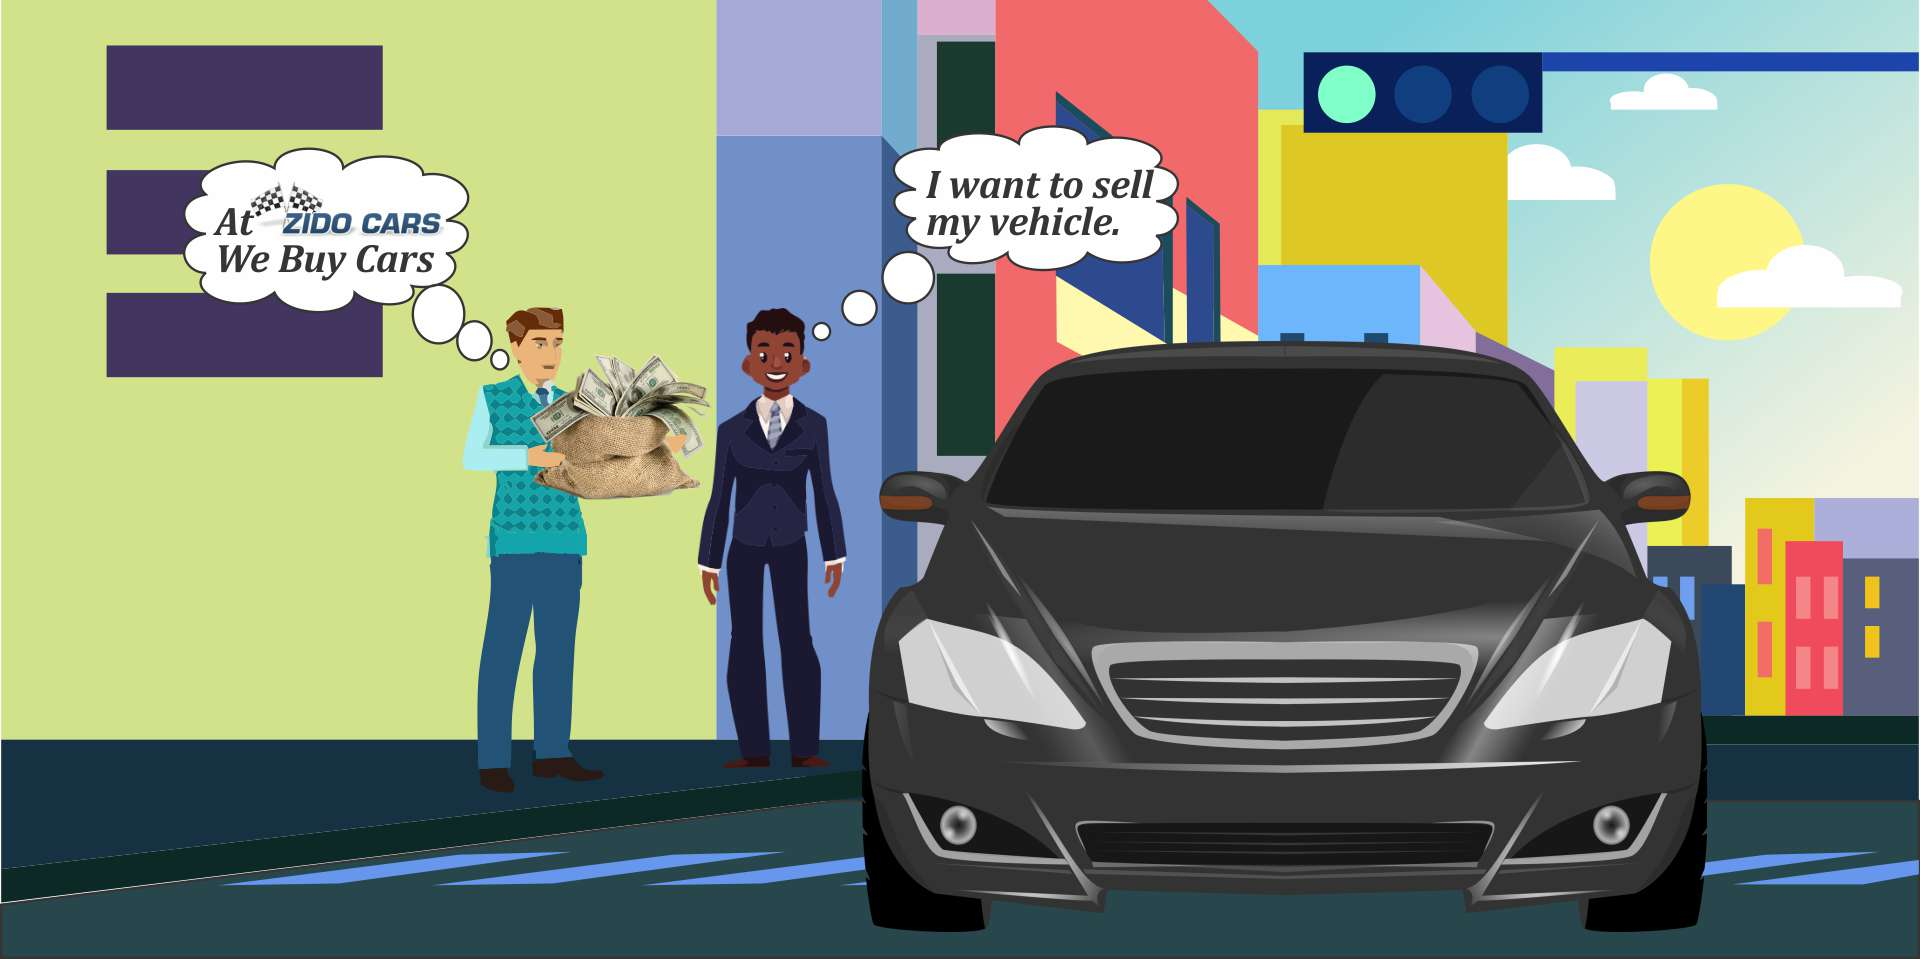 At ZIDO CARS
We Buy Cars
I want to sell
my vehicle.